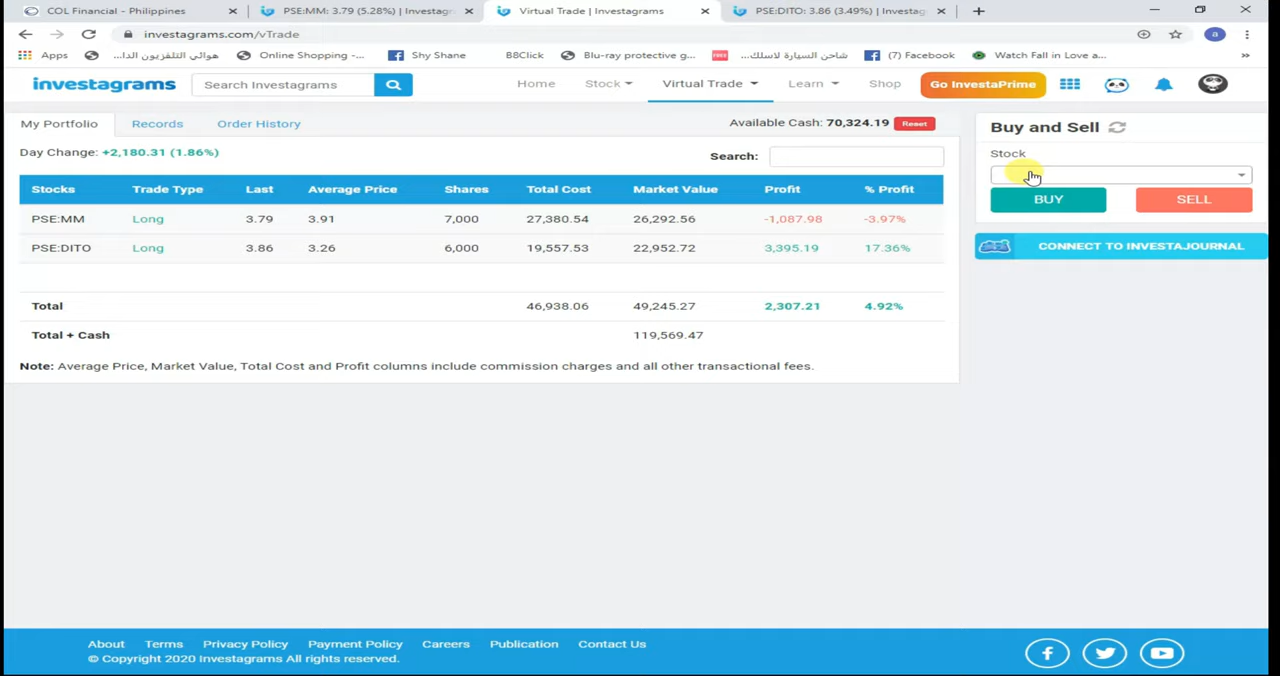 COL Financial - Philippines
PSE:MM: 3.79 (5.28%) | Investagr
Virtual Trade | Investagrams
PSE:DITO: 3.86 (3.49%) | Investag
investagrams.com/vTrade
a
Apps
هوائي التلفزيون الدا...
Online Shopping -...
Shy Shane
B8Click
Blu-ray protective g...
FREE
شاحن السيارة لاسلك...
(7) Facebook
Watch Fall in Love a...
investagrams
Search Investagrams
Home
Stock
Virtual Trade
Learn
Shop
Go InvestaPrime
My Portfolio
Records
Order History
Available Cash: 70,324.19
Reset
Day Change: +2,180.31 (1.86%)
Search:
Stocks Trade Type Last Average Price Shares Total Cost Market Value Profit % Profit
PSE:MM Long 3.79 3.91 7,000 27,380.54 26,292.56 -1,087.98 -3.97%
PSE:DITO Long 3.86 3.26 6,000 19,557.53 22,952.72 3,395.19 17.36%
Total 46,938.06 49,245.27 2,307.21 4.92%
Total + Cash 119,569.47
Note: Average Price, Market Value, Total Cost and Profit columns include commission charges and all other transactional fees.
Buy and Sell
Stock
BUY
SELL
CONNECT TO INVESTAJOURNAL
About Terms Privacy Policy Payment Policy Careers Publication Contact Us
© Copyright 2020 Investagrams All rights reserved.